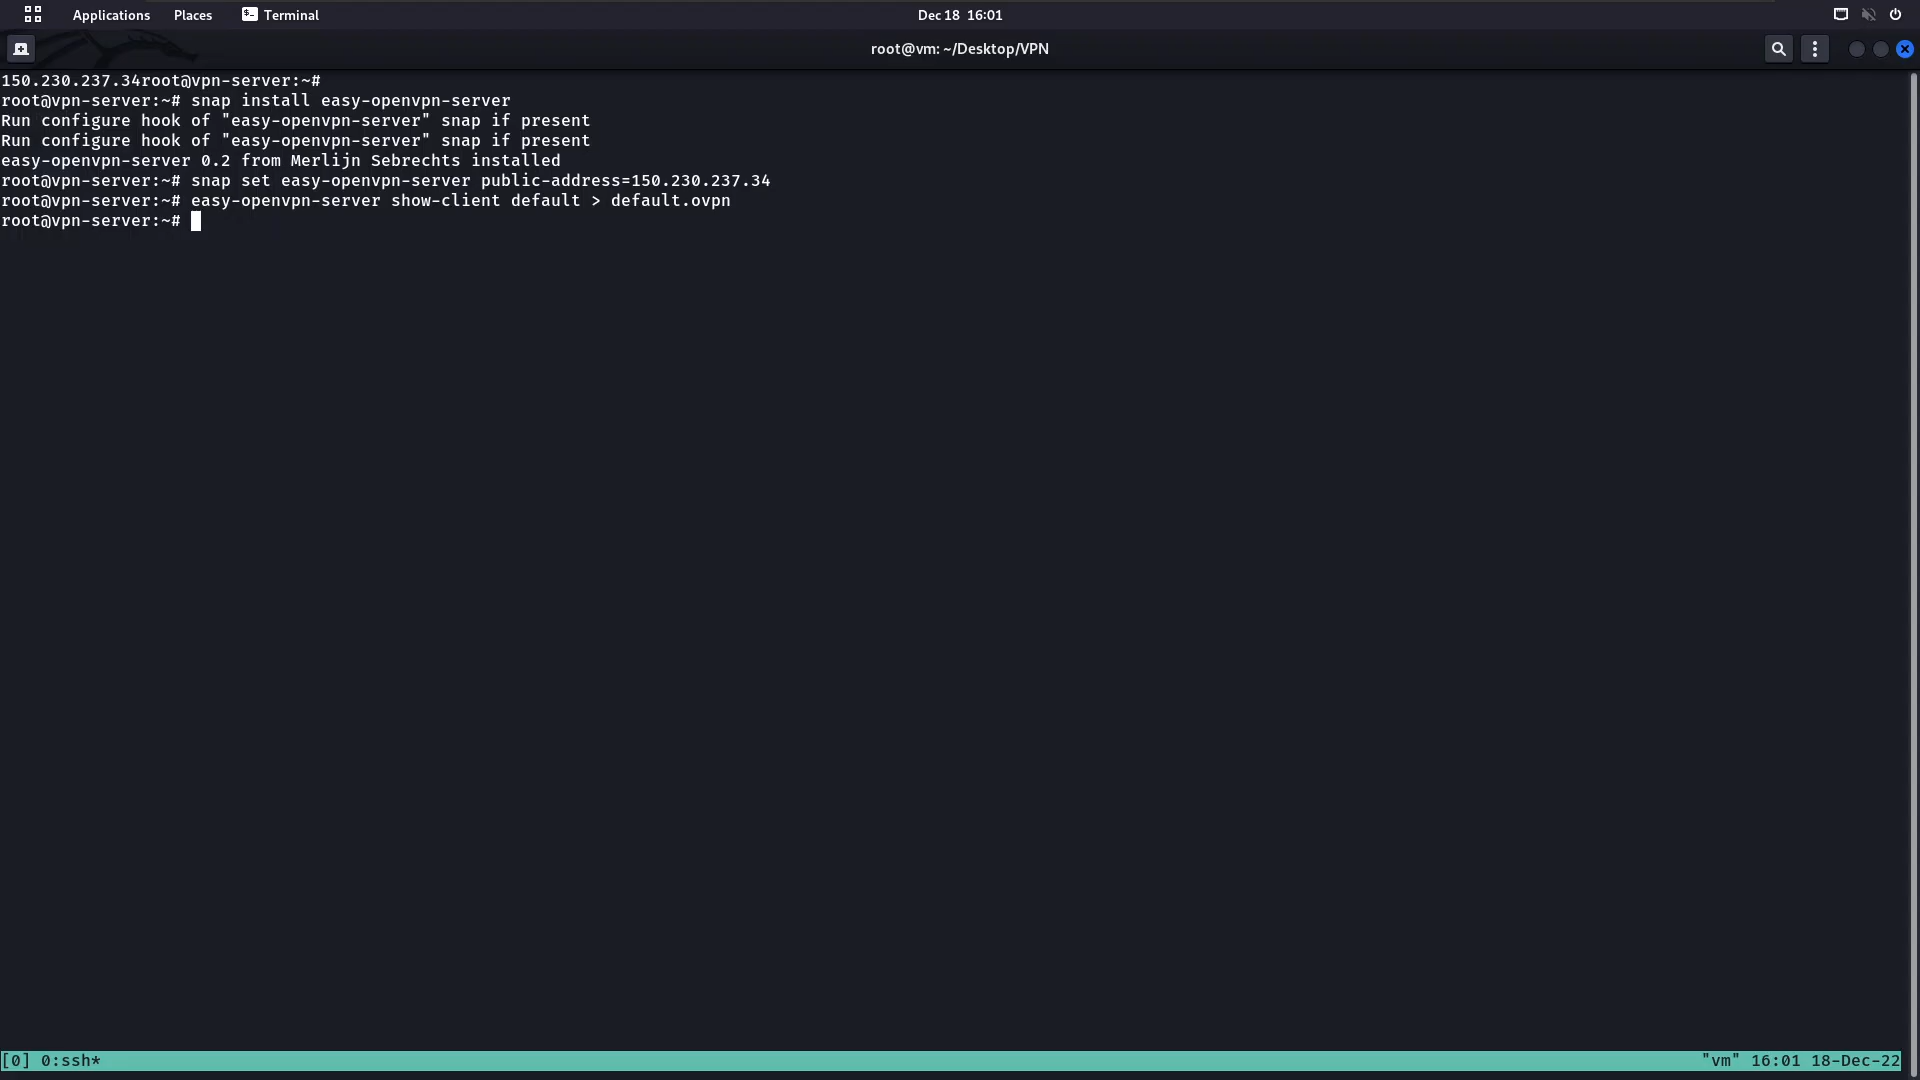 Applications Places Terminal Dec 18 16:01
root@vm: ~/Desktop/VPN
150.230.237.34root@vpn-server:~#
root@vpn-server:~# snap install easy-openvpn-server
Run configure hook of "easy-openvpn-server" snap if present
Run configure hook of "easy-openvpn-server" snap if present
easy-openvpn-server 0.2 from Merlijn Sebrechts installed
root@vpn-server:~# snap set easy-openvpn-server public-address=150.230.237.34
root@vpn-server:~# easy-openvpn-server show-client default > default.ovpn
root@vpn-server:~#
[0] 0:ssh* "vm" 16:01 18-Dec-22